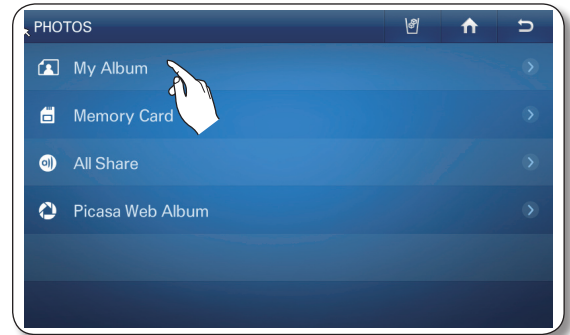 PHOTOS
My Album
Memory Card
All Share
Picasa Web Album